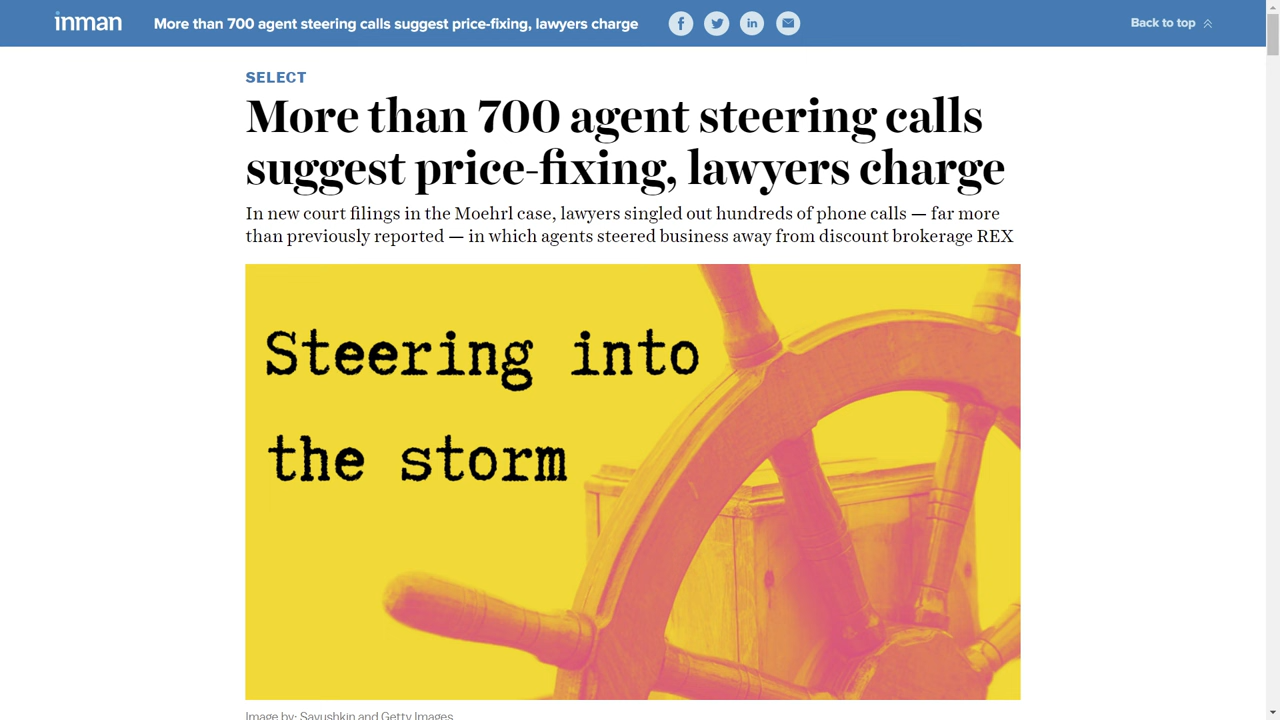 inman
More than 700 agent steering calls suggest price-fixing, lawyers charge
Back to top
SELECT
More than 700 agent steering calls
suggest price-fixing, lawyers charge
In new court filings in the Moehrl case, lawyers singled out hundreds of phone calls — far more
than previously reported — in which agents steered business away from discount brokerage REX
Steering into
the storm
Image by: Savushkin and Getty Images